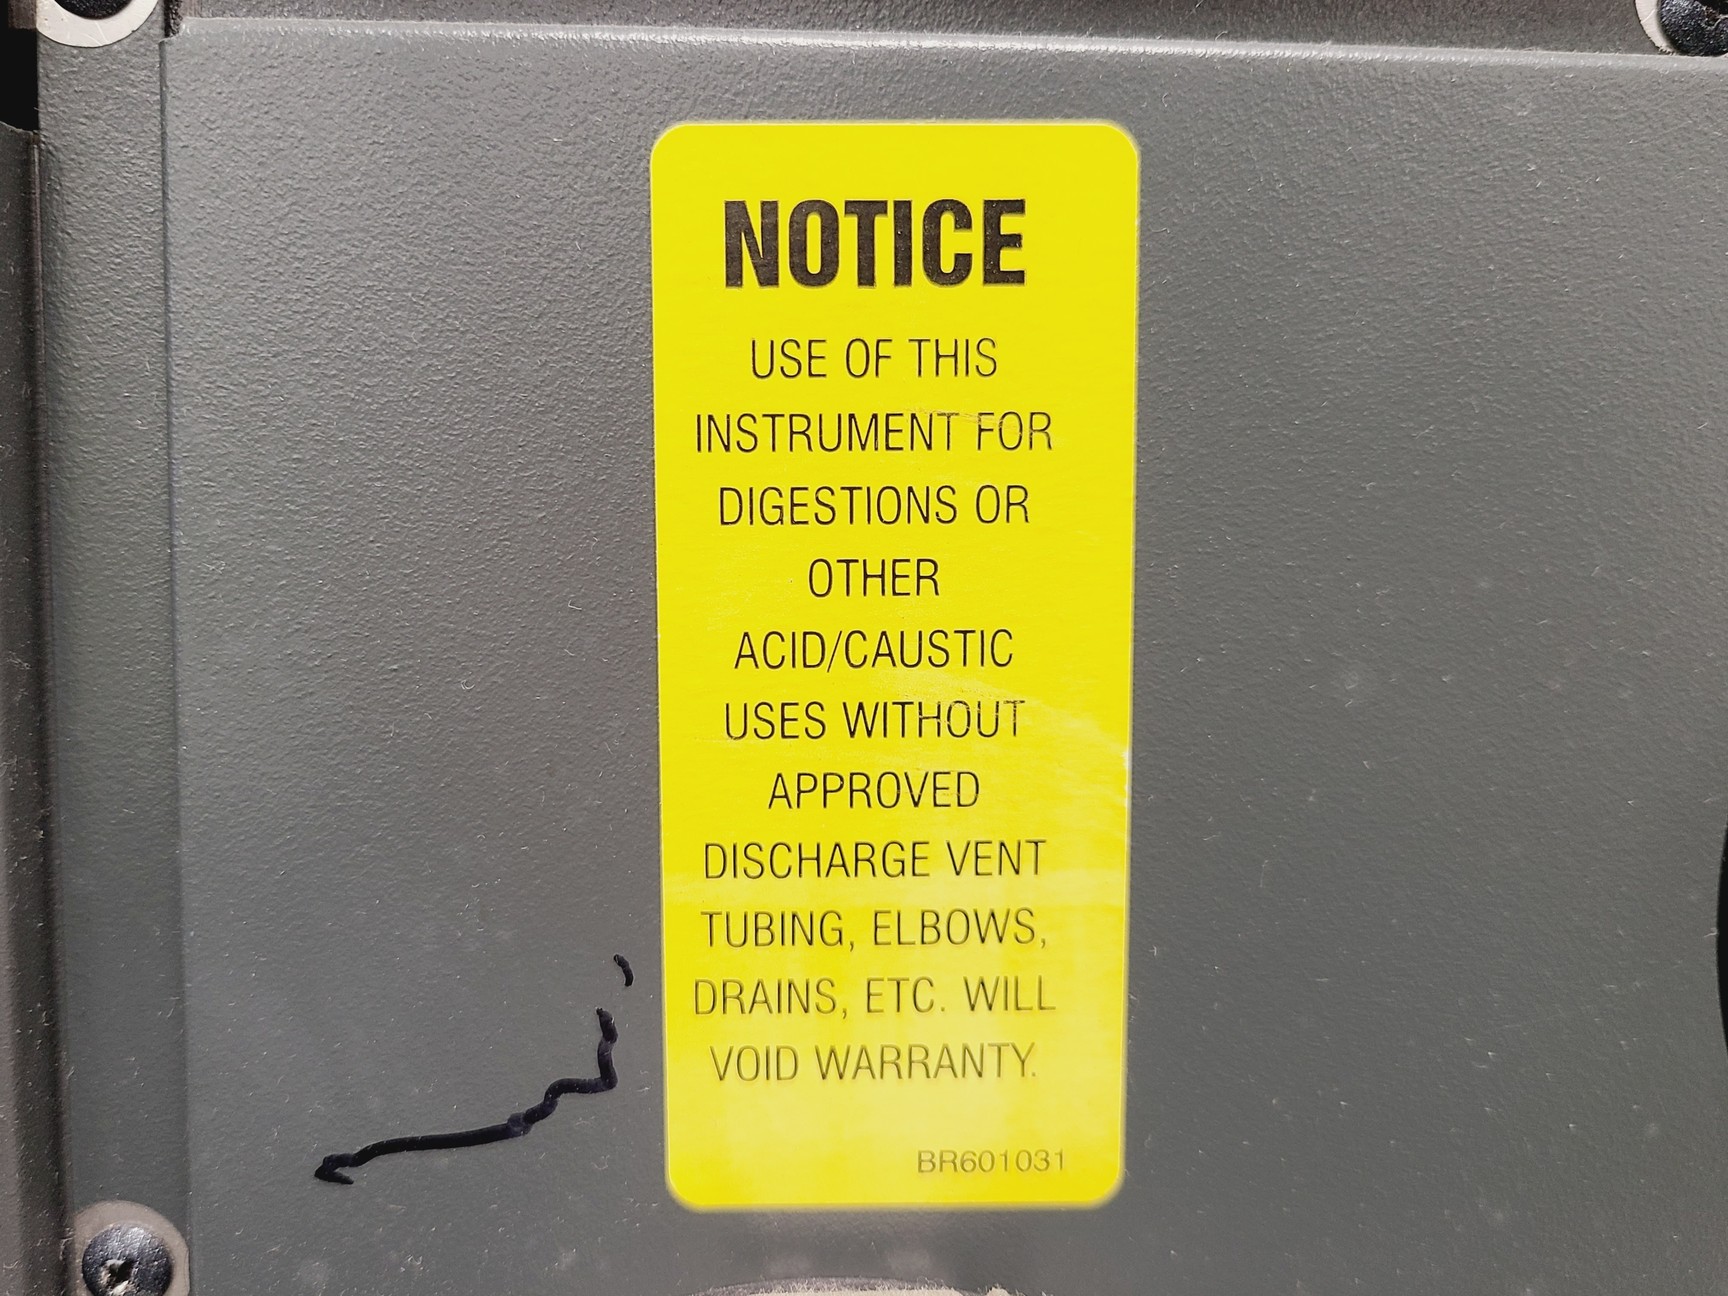 NOTICE
USE OF THIS
INSTRUMENT FOR
DIGESTIONS OR
OTHER
ACID/CAUSTIC
USES WITHOUT
APPROVED
DISCHARGE VENT
TUBING, ELBOWS,
DRAINS, ETC. WILL
VOID WARRANTY.
BR601031